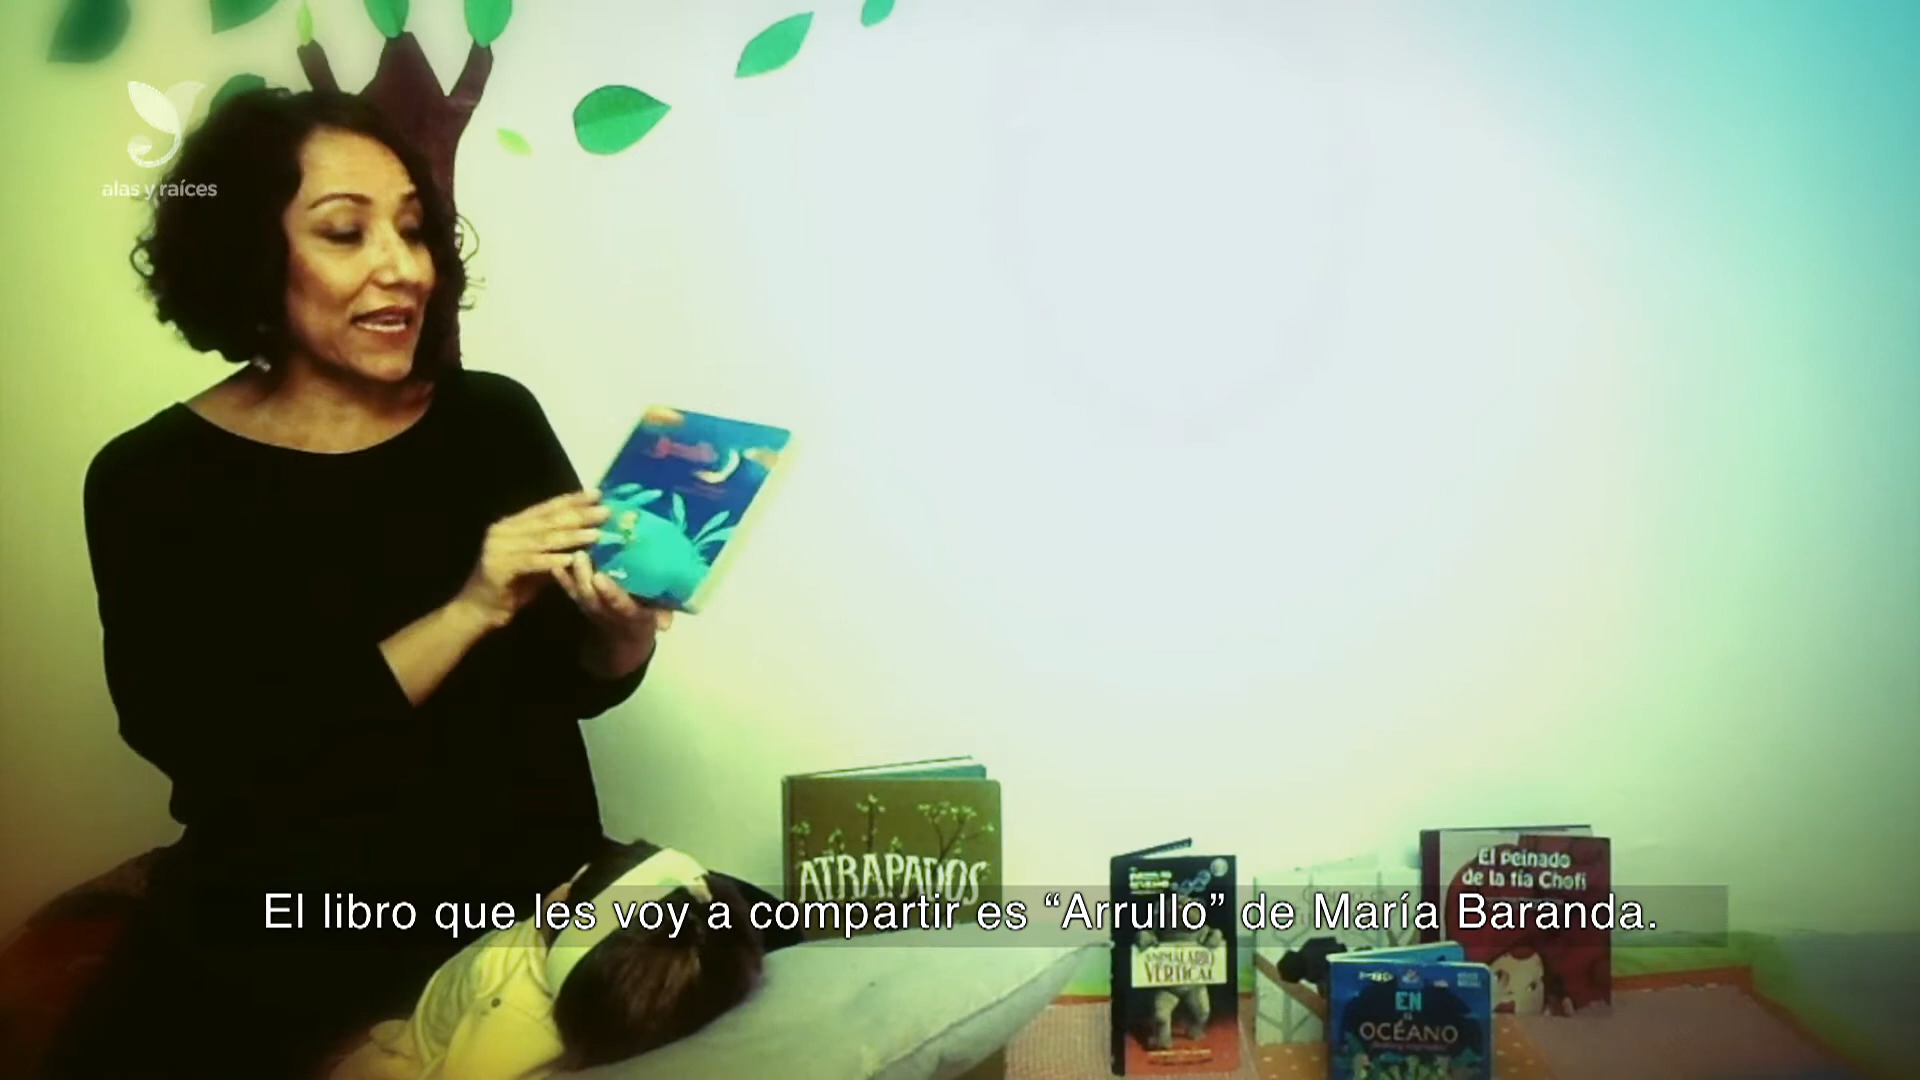 alas y raíces
ATRAPADOS
El peinado
de la tía Chofi
El libro que les voy a compartir es “Arrullo” de María Baranda.
ANIMALARIO
VERTICAL
EN
OCÉANO